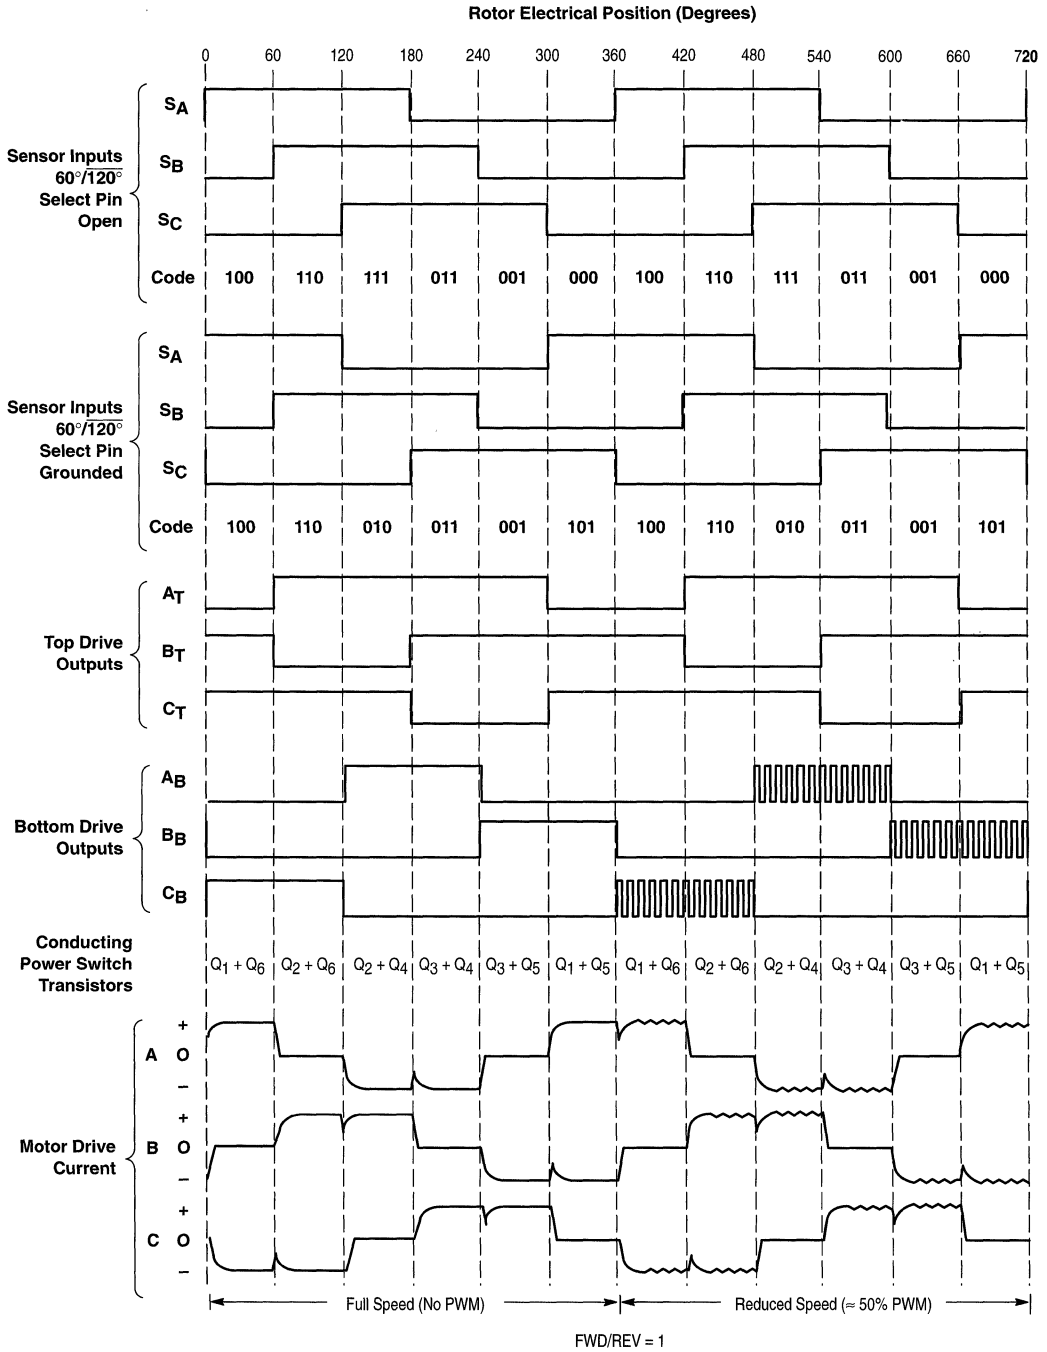 Rotor Electrical Position (Degrees)
0 60 120 180 240 300 360 420 480 540 600 660 720
Sensor Inputs
60°/120°
Select Pin
Open
SA
SB
SC
Code 100 110 111 011 001 000 100 110 111 011 001 000
Sensor Inputs
60°/120°
Select Pin
Grounded
SA
SB
SC
Code 100 110 010 011 001 101 100 110 010 011 001 101
Top Drive
Outputs
AT
BT
CT
Bottom Drive
Outputs
AB
BB
CB
Conducting
Power Switch
Transistors
Q1 + Q6 Q2 + Q6 Q2 + Q4 Q3 + Q4 Q3 + Q5 Q1 + Q5 Q1 + Q6 Q2 + Q6 Q2 + Q4 Q3 + Q4 Q3 + Q5 Q1 + Q5
Motor Drive
Current
+
A O
–
+
B O
–
+
C O
–
Full Speed (No PWM) Reduced Speed (≈ 50% PWM)
FWD/REV = 1